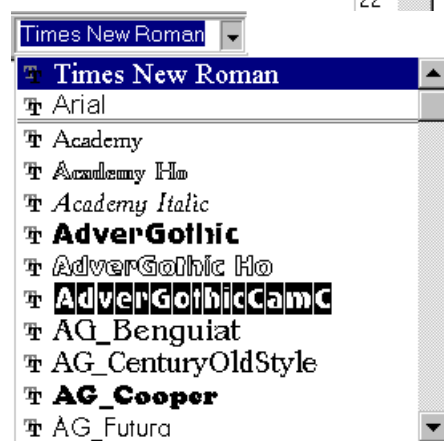 22
Times New Roman
Times New Roman
Arial
Academy
Academy Ho
Academy Italic
AdverGothic
AdverGothic Ho
AdverGothicCamC
AG_Benguiat
AG_CenturyOldStyle
AG_Cooper
AG_Futura